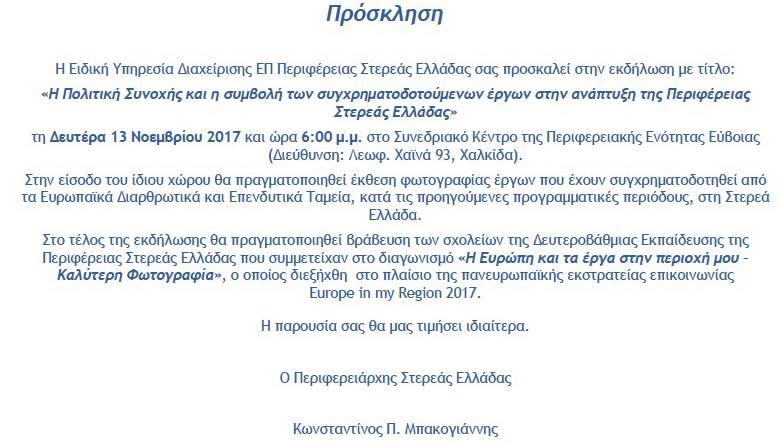 Πρόσκληση
Η Ειδική Υπηρεσία Διαχείρισης ΕΠ Περιφέρειας Στερεάς Ελλάδας σας προσκαλεί στην εκδήλωση με τίτλο:
«Η Πολιτική Συνοχής και η συμβολή των συγχρηματοδοτούμενων έργων στην ανάπτυξη της Περιφέρειας
Στερεάς Ελλάδας»
τη Δευτέρα 13 Νοεμβρίου 2017 και ώρα 6:00 μ.μ. στο Συνεδριακό Κέντρο της Περιφερειακής Ενότητας Εύβοιας
(Διεύθυνση: Λεωφ. Χαϊνά 93, Χαλκίδα).
Στην είσοδο του ίδιου χώρου θα πραγματοποιηθεί έκθεση φωτογραφίας έργων που έχουν συγχρηματοδοτηθεί από
τα Ευρωπαϊκά Διαρθρωτικά και Επενδυτικά Ταμεία, κατά τις προηγούμενες προγραμματικές περιόδους, στη Στερεά
Ελλάδα.
Στο τέλος της εκδήλωσης θα πραγματοποιηθεί βράβευση των σχολείων της Δευτεροβάθμιας Εκπαίδευσης της
Περιφέρειας Στερεάς Ελλάδας που συμμετείχαν στο διαγωνισμό «Η Ευρώπη και τα έργα στην περιοχή μου –
Καλύτερη Φωτογραφία», ο οποίος διεξήχθη στο πλαίσιο της πανευρωπαϊκής εκστρατείας επικοινωνίας
Europe in my Region 2017.
Η παρουσία σας θα μας τιμήσει ιδιαίτερα.
Ο Περιφερειάρχης Στερεάς Ελλάδας
Κωνσταντίνος Π. Μπακογιάννης